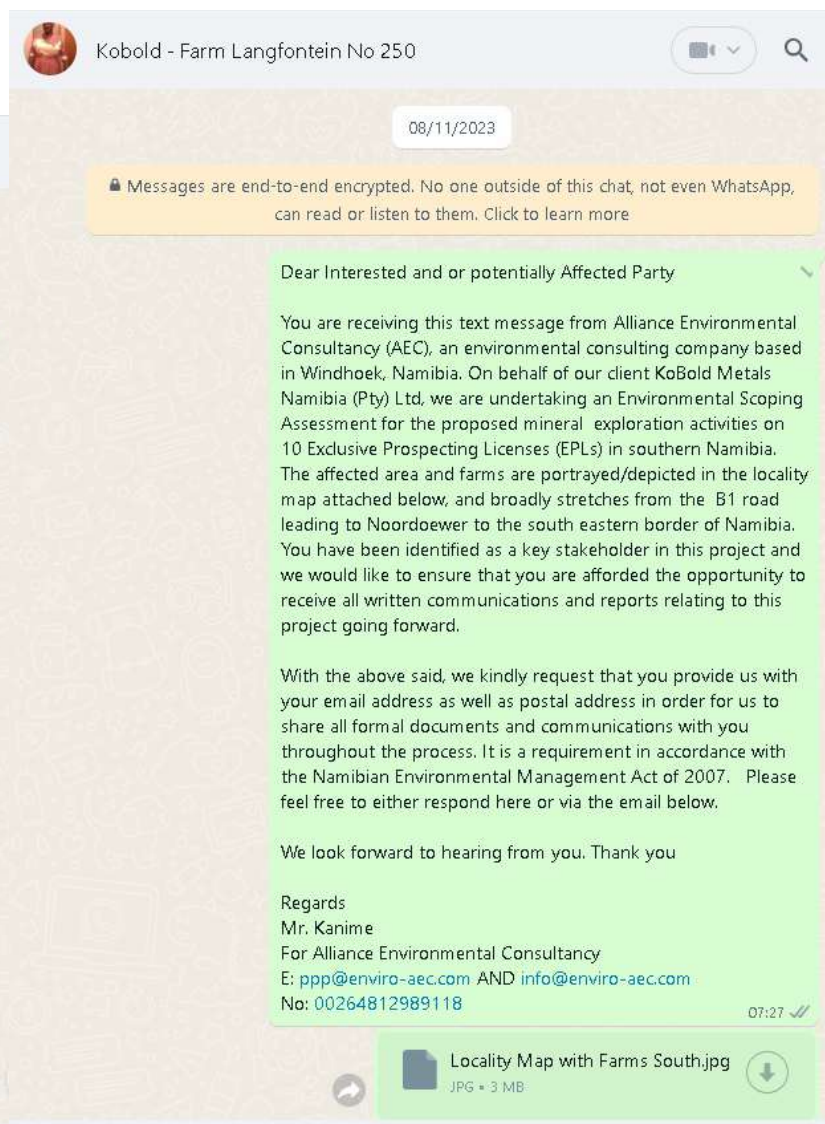 Kobold - Farm Langfontein No 250
08/11/2023
Messages are end-to-end encrypted. No one outside of this chat, not even WhatsApp,
can read or listen to them. Click to learn more
Dear Interested and or potentially Affected Party
You are receiving this text message from Alliance Environmental
Consultancy (AEC), an environmental consulting company based
in Windhoek, Namibia. On behalf of our client KoBold Metals
Namibia (Pty) Ltd, we are undertaking an Environmental Scoping
Assessment for the proposed mineral  exploration activities on
10 Exclusive Prospecting Licenses (EPLs) in southern Namibia.
The affected area and farms are portrayed/depicted in the locality
map attached below, and broadly stretches from the  B1 road
leading to Noordoewer to the south eastern border of Namibia.
You have been identified as a key stakeholder in this project and
we would like to ensure that you are afforded the opportunity to
receive all written communications and reports relating to this
project going forward.
With the above said, we kindly request that you provide us with
your email address as well as postal address in order for us to
share all formal documents and communications with you
throughout the process. It is a requirement in accordance with
the Namibian Environmental Management Act of 2007.   Please
feel free to either respond here or via the email below.
We look forward to hearing from you. Thank you
Regards
Mr. Kanime
For Alliance Environmental Consultancy
E: ppp@enviro-aec.com AND info@enviro-aec.com
No: 00264812989118
07:27
Locality Map with Farms South.jpg
JPG • 3 MB